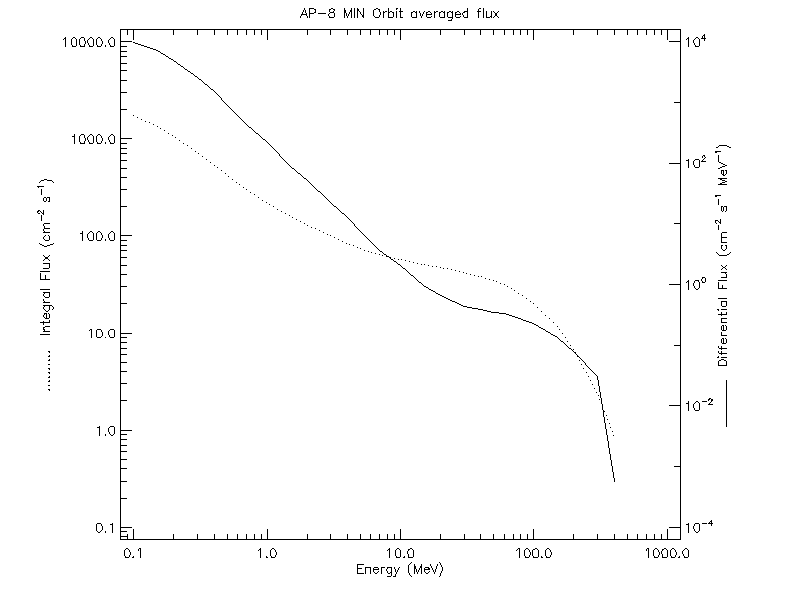 AP-8 MIN Orbit averaged flux
10000.0
1000.0
100.0
10.0
1.0
0.1
Integral Flux (cm⁻² s⁻¹)
10⁴
10²
10⁰
10⁻²
10⁻⁴
Differential Flux (cm⁻² s⁻¹ MeV⁻¹)
0.1 1.0 10.0 100.0 1000.0
Energy (MeV)